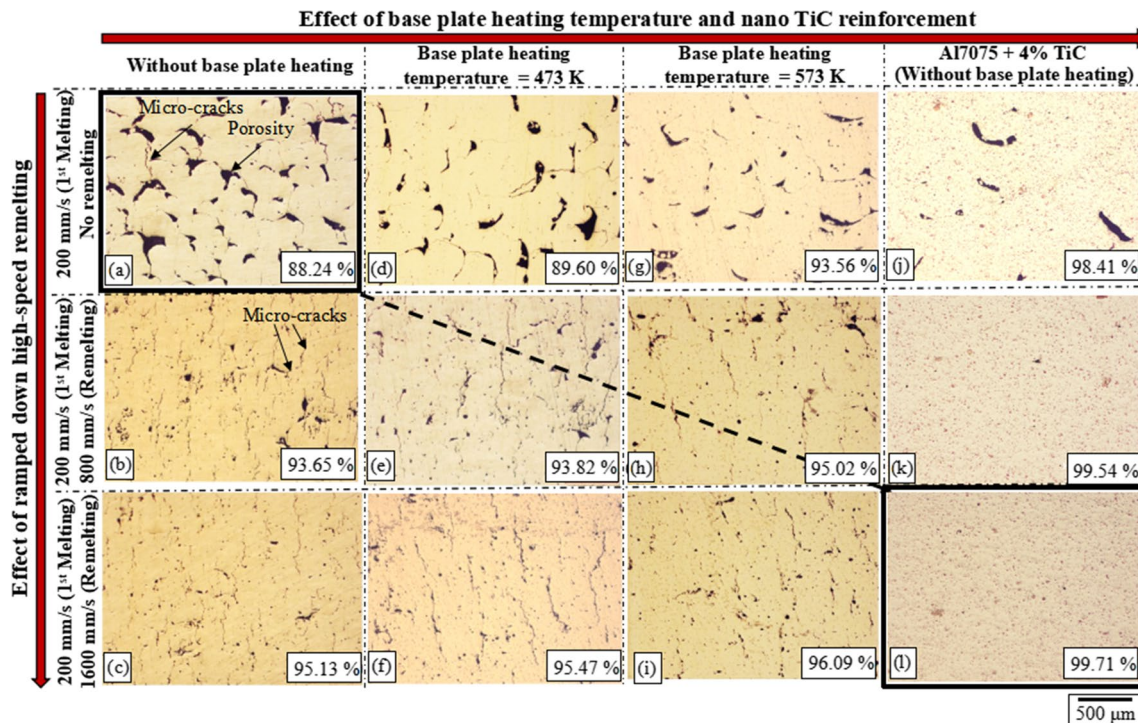 Effect of base plate heating temperature and nano TiC reinforcement
Without base plate heating
Base plate heating
temperature = 473 K
Base plate heating
temperature = 573 K
Al7075 + 4% TiC
(Without base plate heating)
Effect of ramped down high-speed remelting
200 mm/s (1st Melting)
No remelting
Micro-cracks
Porosity
(a)
88.24 %
(d)
89.60 %
(g)
93.56 %
(j)
98.41 %
200 mm/s (1st Melting)
800 mm/s (Remelting)
Micro-cracks
(b)
93.65 %
(e)
93.82 %
(h)
95.02 %
(k)
99.54 %
200 mm/s (1st Melting)
1600 mm/s (Remelting)
(c)
95.13 %
(f)
95.47 %
(i)
96.09 %
(l)
99.71 %
500 µm